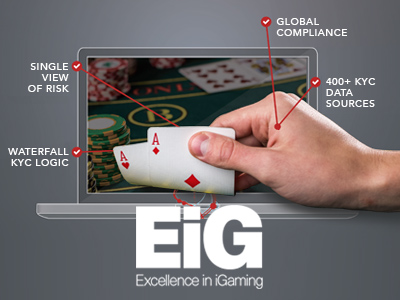 GLOBAL
COMPLIANCE
SINGLE
VIEW
OF RISK
400+ KYC
DATA
SOURCES
WATERFALL
KYC LOGIC
A
A
EiG
Excellence in iGaming